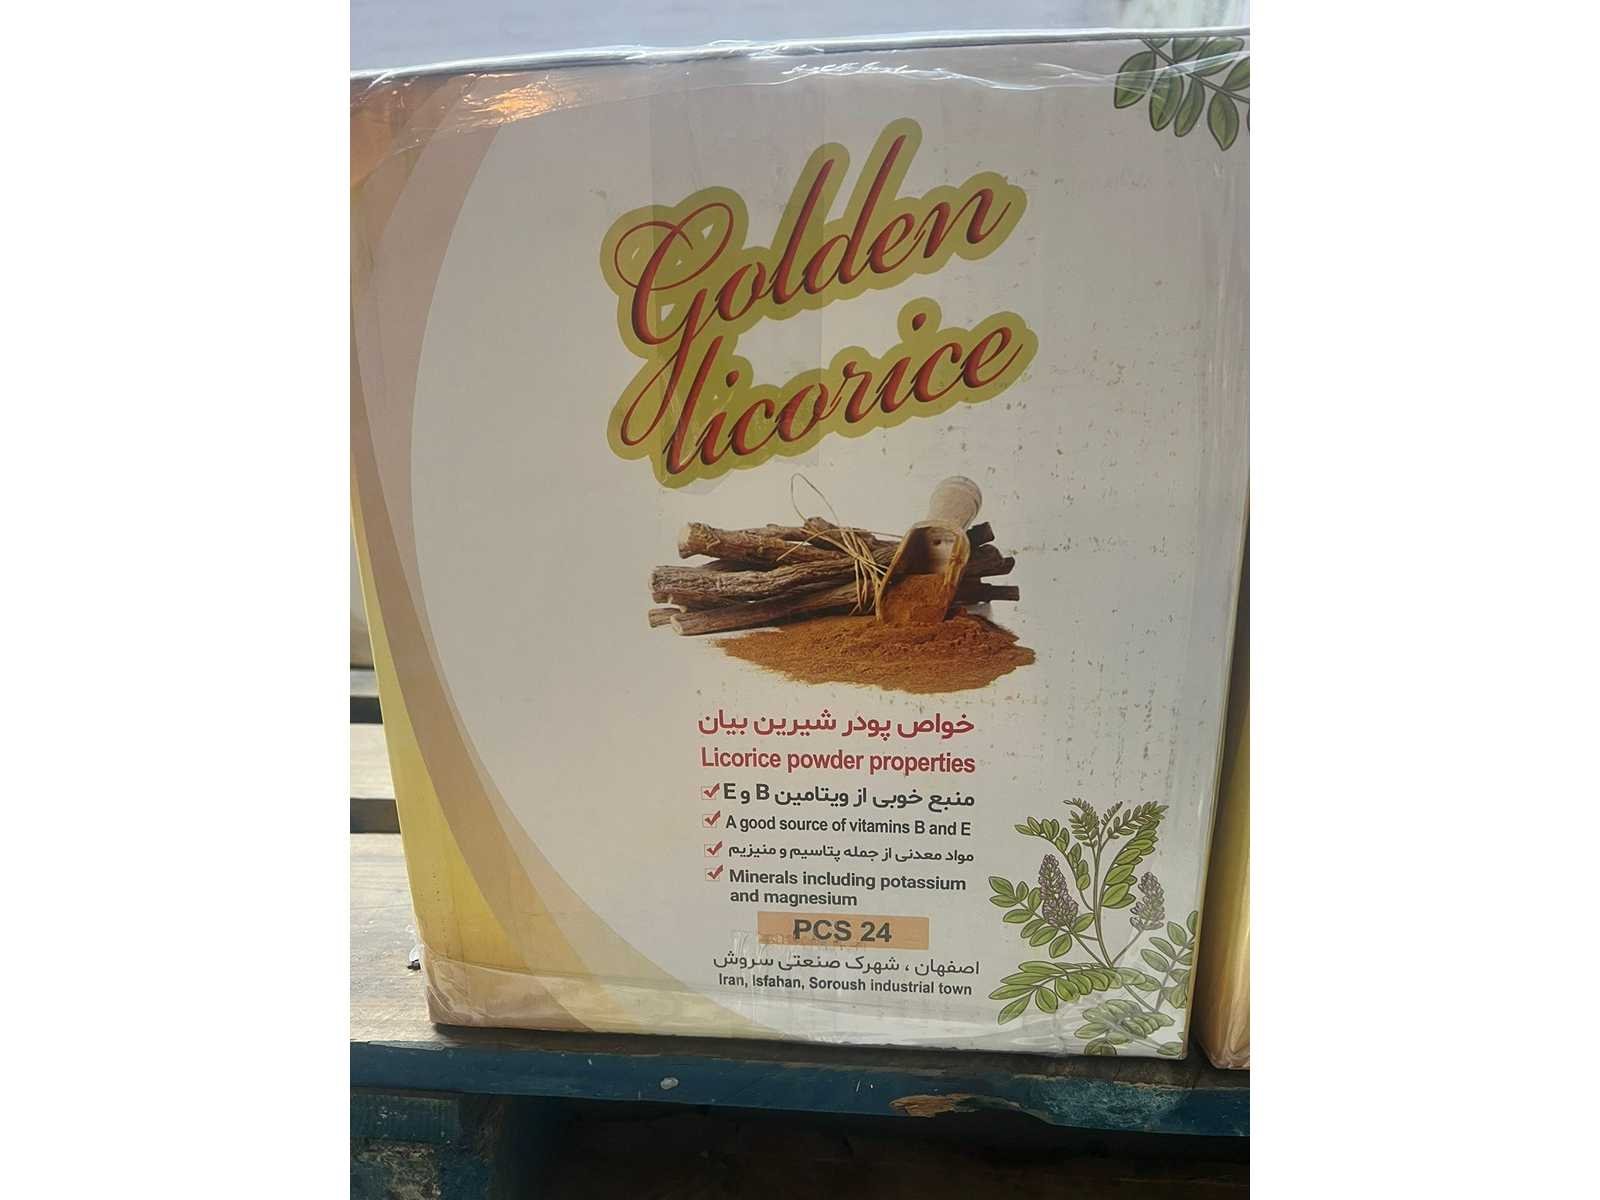 Golden
licorice
خواص پودر شیرین بیان
Licorice powder properties
منبع خوبی از ویتامین B و E
A good source of vitamins B and E
مواد معدنی از جمله پتاسیم و منیزیم
Minerals including potassium
and magnesium
PCS 24
اصفهان ، شهرک صنعتی سروش
Iran, Isfahan, Soroush industrial town